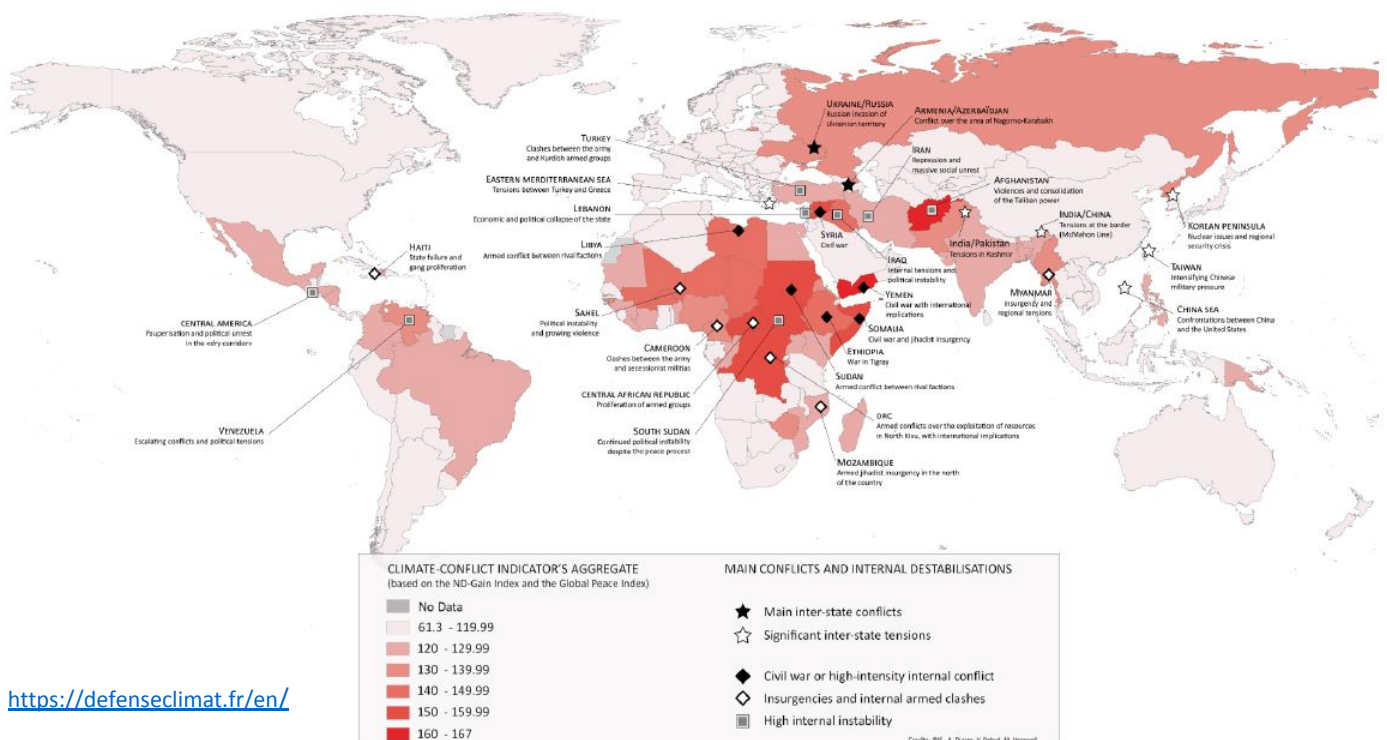 UKRAINE/RUSSIA
Russian invasion of
Ukrainian territory
ARMENIA/AZERBAÏDJAN
Conflict over the area of Nagorno-Karabakh
TURKEY
Clashes between the army
and Kurdish armed groups
IRAN
Repression and
massive social unrest
EASTERN MERDITERRANEAN SEA
Tensions between Turkey and Greece
AFGHANISTAN
Violences and consolidation
of the Taliban power
LEBANON
Economic and political collapse of the state
INDIA/CHINA
Tensions at the border
(McMahon Line)
KOREAN PENINSULA
Nuclear issues and regional
security crisis
SYRIA
Civil war
India/Pakistan
Tensions in Kashmir
LIBYA
Armed conflict between rival factions
HAITI
State failure and
gang proliferation
IRAQ
Internal tensions and
political instability
TAIWAN
Intensifying Chinese
military pressure
YEMEN
Civil war with international
implications
MYANMAR
Insurgency and
regional tensions
CHINA SEA
Confrontations between China
and the United States
SAHEL
Political instability
and growing violence
CENTRAL AMERICA
Pauperisation and political unrest
in the «dry corridor»
SOMALIA
Civil war and jihadist insurgency
CAMEROON
Clashes between the army
and secessionist militias
ETHIOPIA
War in Tigray
SUDAN
Armed conflict between rival factions
CENTRAL AFRICAN REPUBLIC
Proliferation of armed groups
DRC
Armed conflicts over the exploitation of resources
in North Kivu, with international implications
VENEZUELA
Escalating conflicts and political tensions
SOUTH SUDAN
Continued political instability
despite the peace process
MOZAMBIQUE
Armed jihadist insurgency in the north
of the country
CLIMATE-CONFLICT INDICATOR'S AGGREGATE
(based on the ND-Gain Index and the Global Peace Index)
No Data
61.3 - 119.99
120 - 129.99
130 - 139.99
140 - 149.99
150 - 159.99
160 - 167
MAIN CONFLICTS AND INTERNAL DESTABILISATIONS
Main inter-state conflicts
Significant inter-state tensions
Civil war or high-intensity internal conflict
Insurgencies and internal armed clashes
High internal instability
https://defenseclimat.fr/en/